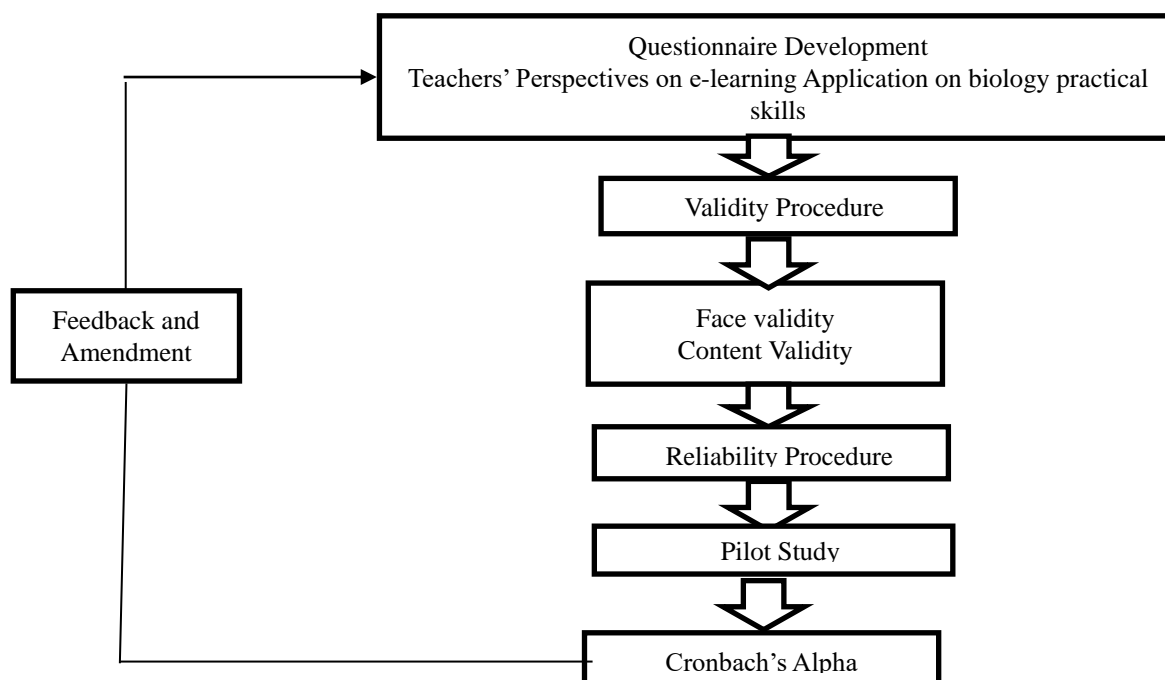 Questionnaire Development
Teachers’ Perspectives on e-learning Application on biology practical
skills
Validity Procedure
Face validity
Content Validity
Feedback and
Amendment
Reliability Procedure
Pilot Study
Cronbach’s Alpha